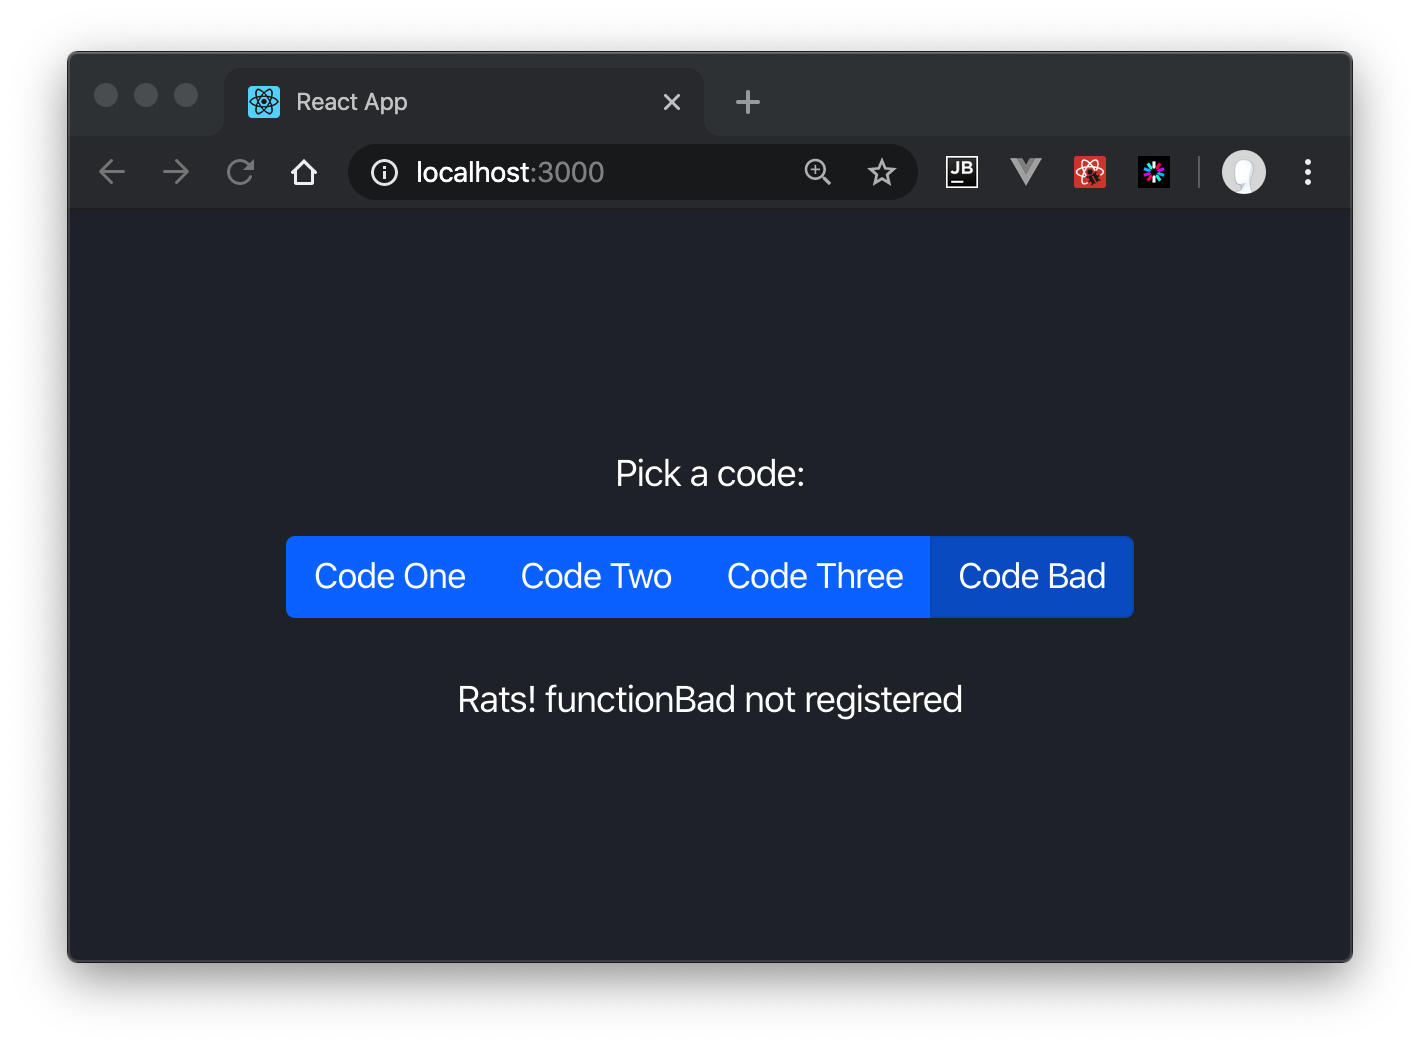 React App
localhost:3000
JB
Pick a code:
Code One Code Two Code Three Code Bad
Rats! functionBad not registered